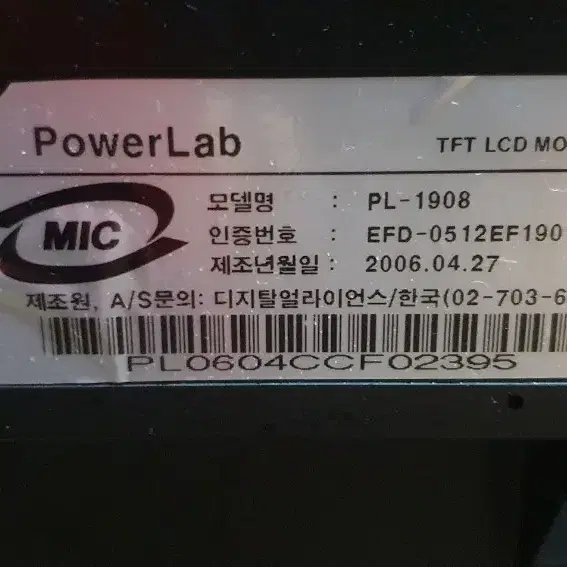 PowerLab
TFT LCD MO
MIC
모델명 : PL-1908
인증번호 : EFD-0512EF190
제조년월일 : 2006.04.27
제조원, A/S문의: 디지탈얼라이언스/한국(02-703-6
PL0604CCF02395